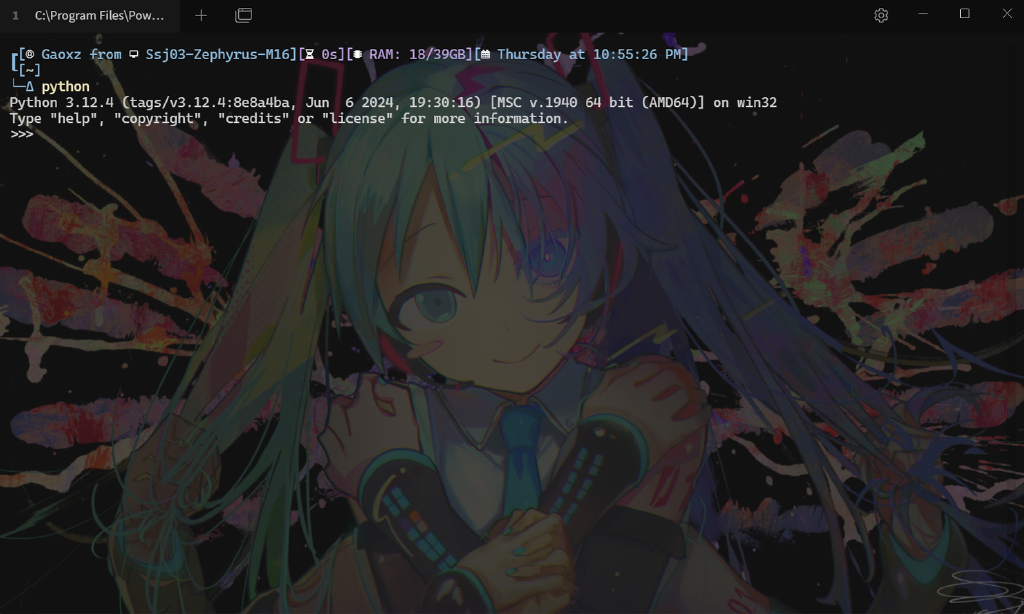 1 C:\Program Files\Pow...
[Gaoxz from Ssj03-Zephyrus-M16][ 0s][ RAM: 18/39GB][ Thursday at 10:55:26 PM]
[~]
└─Δ python
Python 3.12.4 (tags/v3.12.4:8e8a4ba, Jun  6 2024, 19:30:16) [MSC v.1940 64 bit (AMD64)] on win32
Type "help", "copyright", "credits" or "license" for more information.
>>>
01